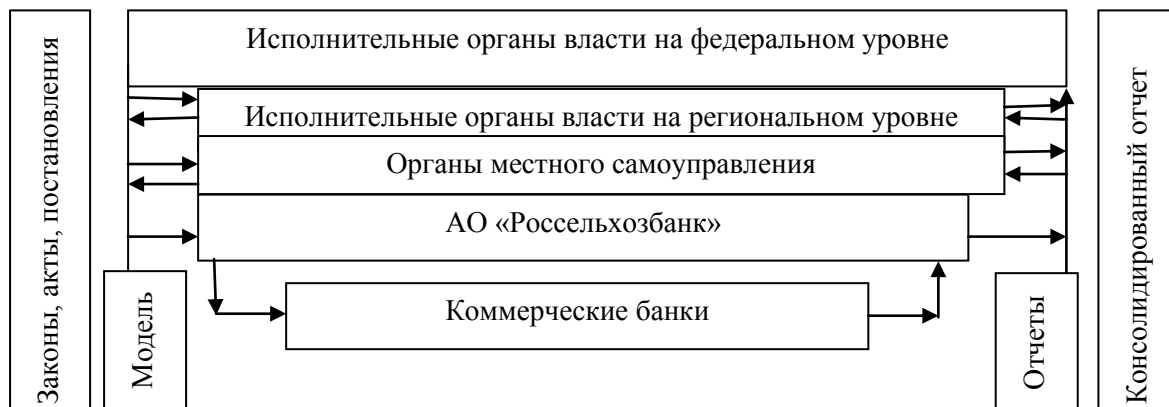 Законы, акты, постановления
Модель
Исполнительные органы власти на федеральном уровне
Исполнительные органы власти на региональном уровне
Органы местного самоуправления
АО «Россельхозбанк»
Коммерческие банки
Отчеты
Консолидированный отчет